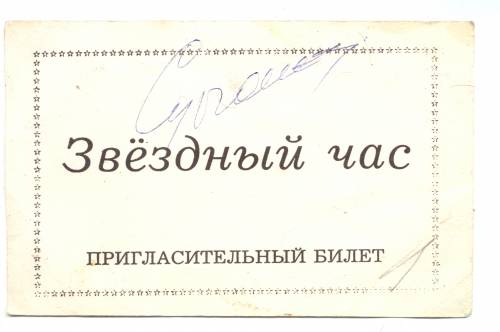 Звёздный час
ПРИГЛАСИТЕЛЬНЫЙ БИЛЕТ